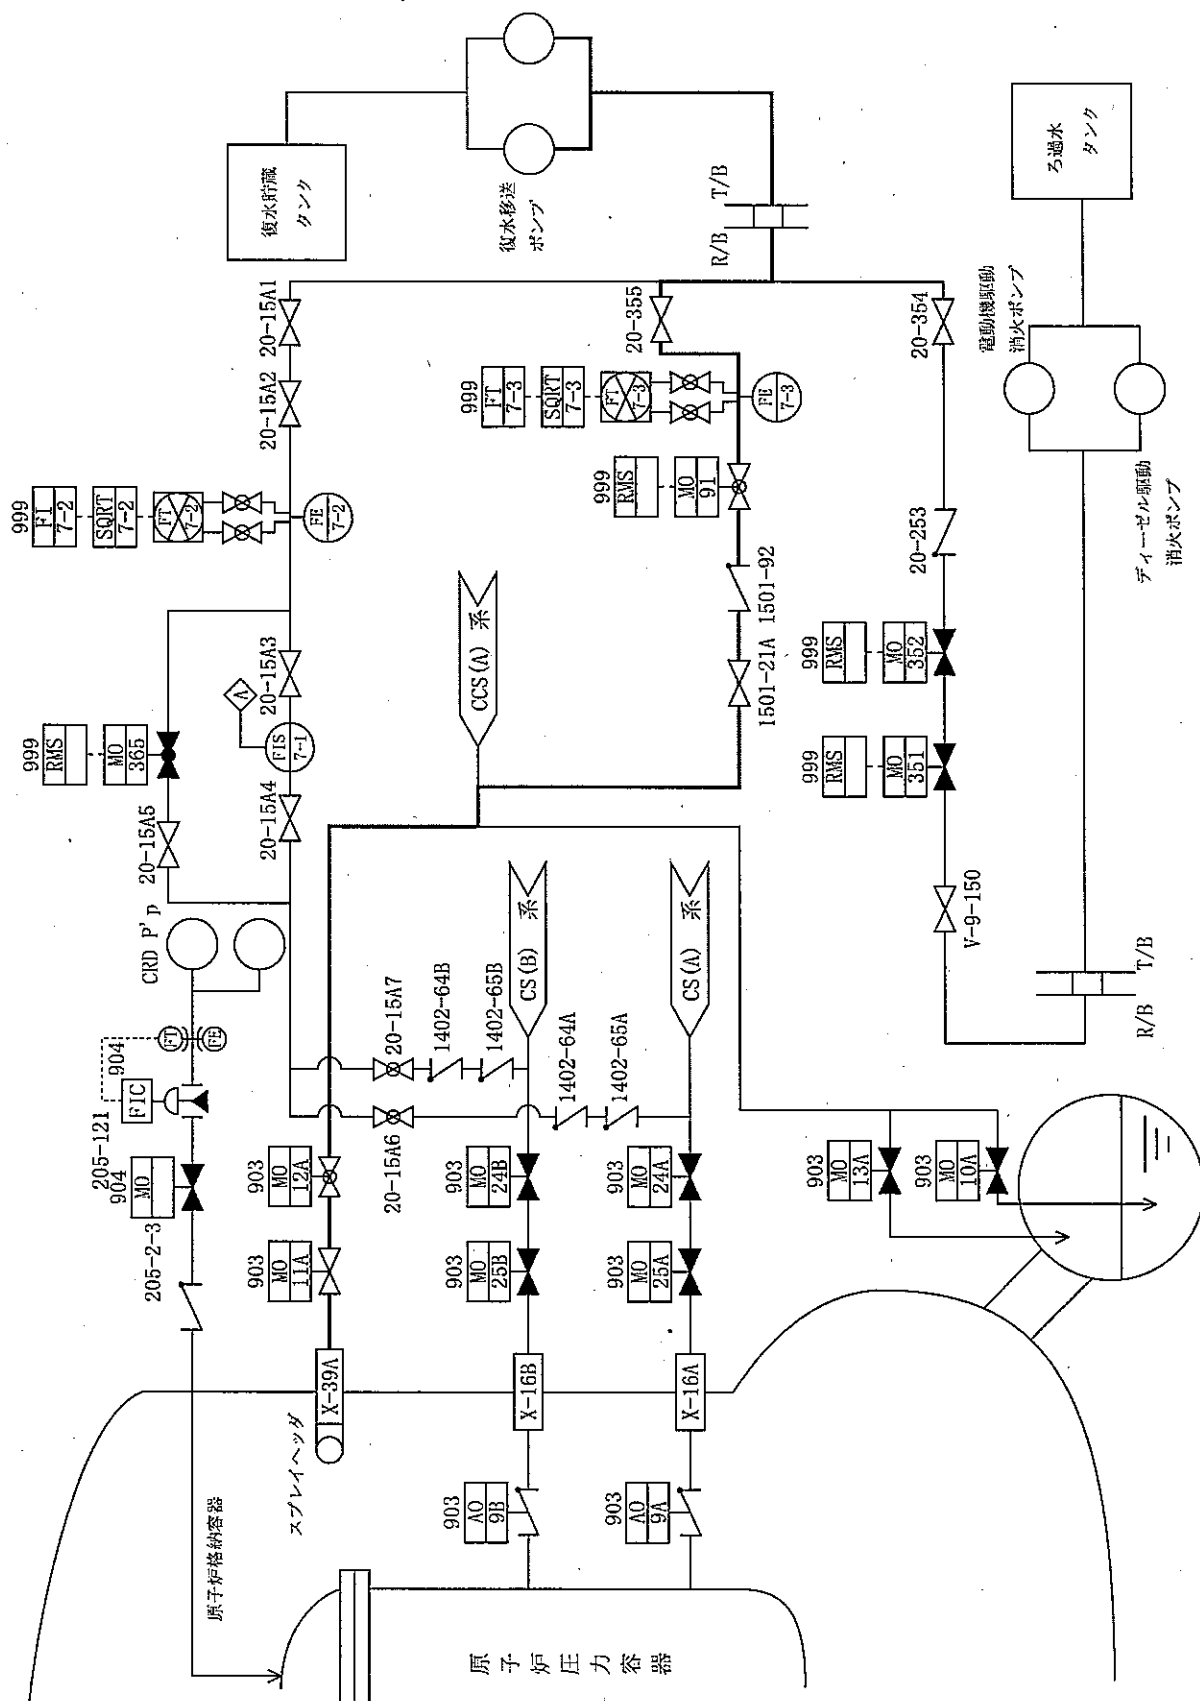 復水貯蔵
タンク
復水移送
ポンプ
T/B
R/B
ろ過水
タンク
電動機駆動
消火ポンプ
ディーゼル駆動
消火ポンプ
T/B
R/B
20-15A1
20-15A2
999
FI
7-2
SQRT
7-2
FT
7-2
FE
7-2
20-355
999
FT
7-3
SQRT
7-3
FT
7-3
FE
7-3
999
RMS
MO
91
1501-92
1501-21A
20-354
20-253
999
RMS
MO
352
999
RMS
MO
351
V-9-150
20-15A3
A
FIS
7-1
20-15A4
999
RMS
MO
365
20-15A5
CCS(A) 系
CRD P'p
FT
FE
904
FIC
205-121
904
MO
205-2-3
20-15A7
1402-64B
1402-65B
CS(B) 系
20-15A6
1402-64A
1402-65A
CS(A) 系
903
MO
12A
903
MO
11A
903
MO
24B
903
MO
25B
903
MO
24A
903
MO
25A
903
MO
13A
903
MO
10A
X-39A
スプレイヘッダ
X-16B
X-16A
903
AO
9B
903
AO
9A
原子炉格納容器
原子炉圧力容器